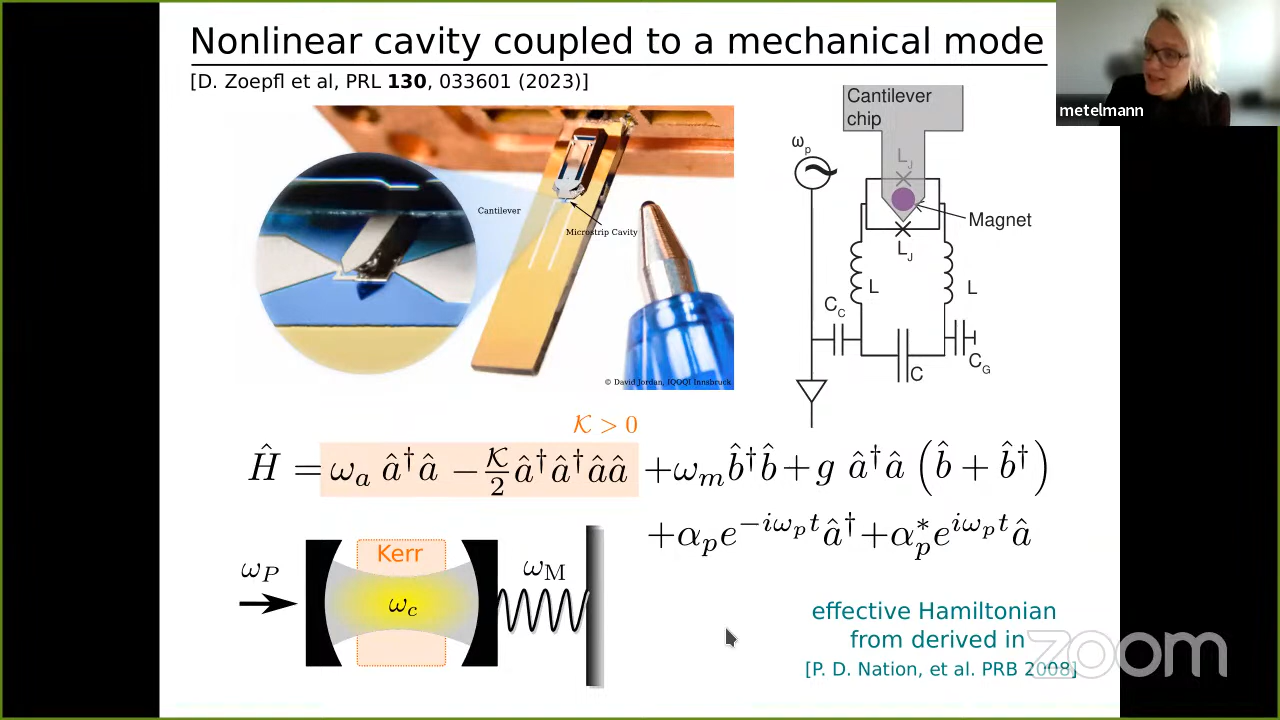 Nonlinear cavity coupled to a mechanical mode
metelmann
[D. Zoepfl et al, PRL 130, 033601 (2023)]
Cantilever
chip
ωp
L_J
Magnet
L_J
Cantilever
Microstrip Cavity
L
L
C_C
C_G
C
© David Jordan, IQOQI Innsbruck
𝒦 > 0
Ĥ = ω_a â†â − 𝒦/2 â†â†ââ + ω_m b̂†b̂ + g â†â (b̂ + b̂†)
+α_p e^{−iω_p t} â† + α_p^* e^{iω_p t} â
Kerr
ω_P
ω_M
ω_c
effective Hamiltonian
from derived in
[P. D. Nation, et al. PRB 2008]
zoom